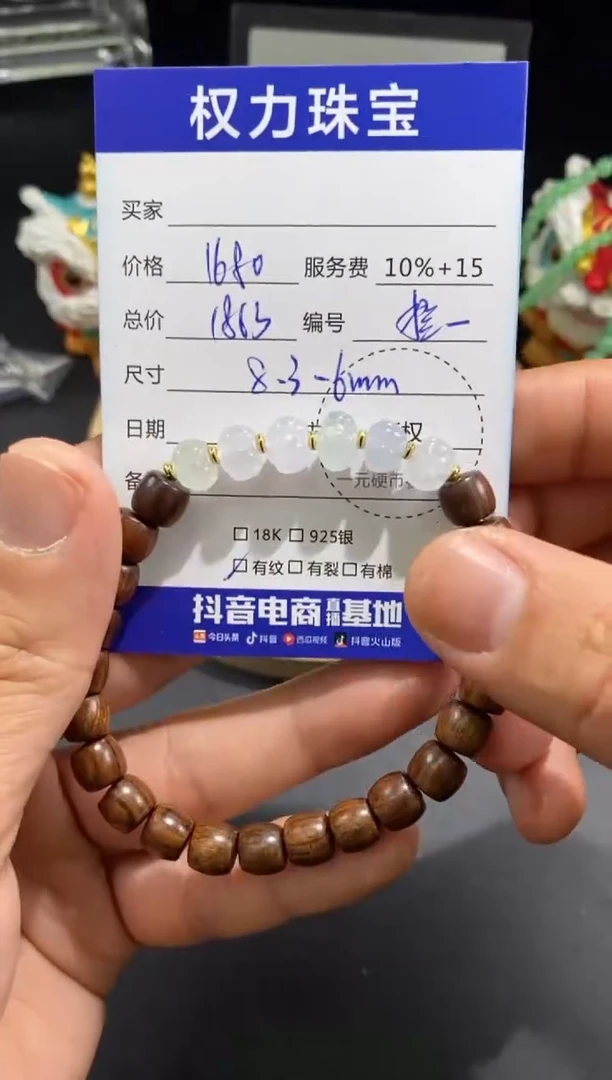 权力珠宝
买家
价格 1680 服务费 10%+15
总价 1863 编号
尺寸 8-3-6mm
日期 权
备 一元硬币
□ 18K □ 925银
□ 有纹 □ 有裂 □ 有棉
抖音电商直播基地
今日头条 抖音 西瓜视频 抖音火山版